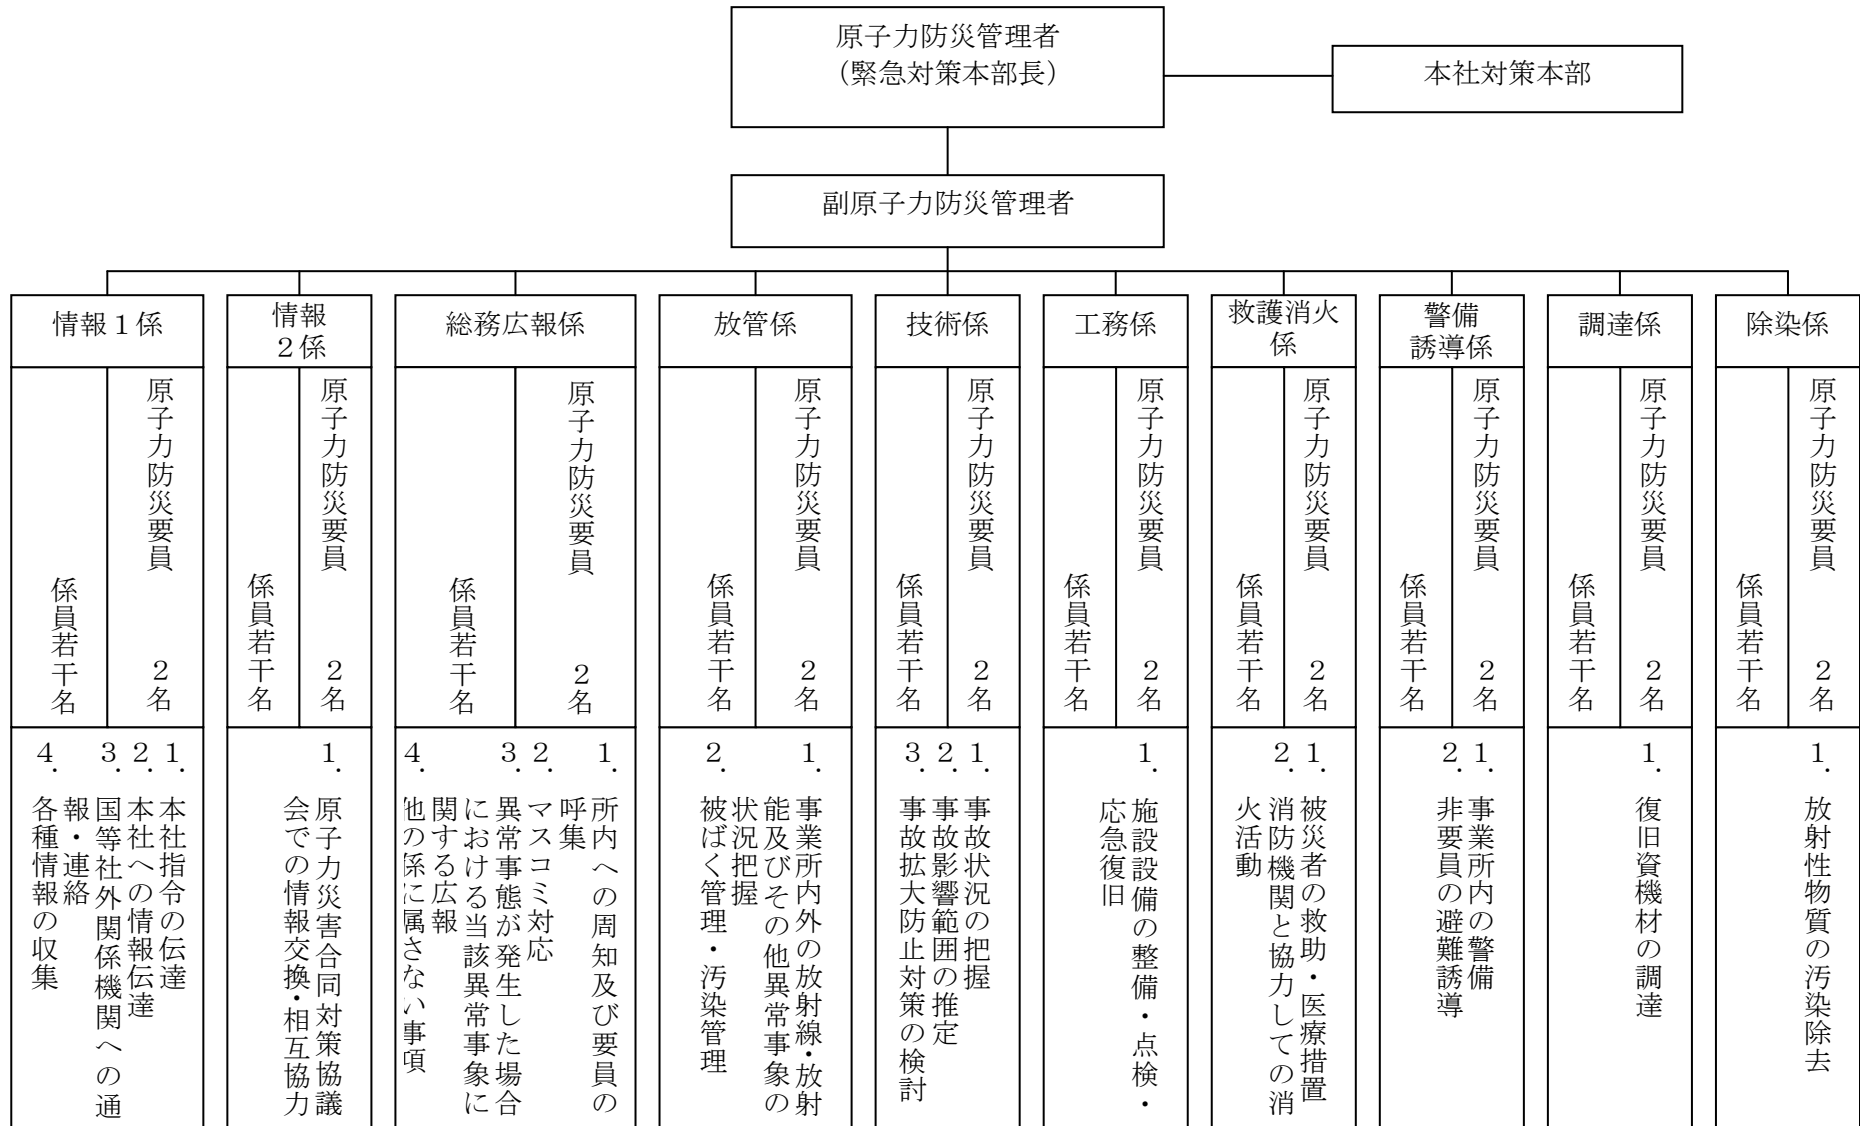 原子力防災管理者
（緊急対策本部長）
本社対策本部
副原子力防災管理者
情報１係
原子力防災要員　２名
係員若干名
１．本社指令の伝達
２．本社への情報伝達
３．国等社外関係機関への通
報・連絡
４．各種情報の収集
情報
２係
原子力防災要員　２名
係員若干名
１．原子力災害合同対策協議
会での情報交換・相互協力
総務広報係
原子力防災要員　２名
係員若干名
１．所内への周知及び要員の
呼集
２．マスコミ対応
３．異常事態が発生した場合
における当該異常事象に
関する広報
４．他の係に属さない事項
放管係
原子力防災要員　２名
係員若干名
１．事業所内外の放射線・放射
能及びその他異常事象の
状況把握
２．被ばく管理・汚染管理
技術係
原子力防災要員　２名
係員若干名
１．事故状況の把握
２．事故影響範囲の推定
３．事故拡大防止対策の検討
工務係
原子力防災要員　２名
係員若干名
１．施設設備の整備・点検・
応急復旧
救護消火
係
原子力防災要員　２名
係員若干名
１．被災者の救助・医療措置
２．消防機関と協力しての消
火活動
警備
誘導係
原子力防災要員　２名
係員若干名
１．事業所内の警備
２．非要員の避難誘導
調達係
原子力防災要員　２名
係員若干名
１．復旧資機材の調達
除染係
原子力防災要員　２名
係員若干名
１．放射性物質の汚染除去